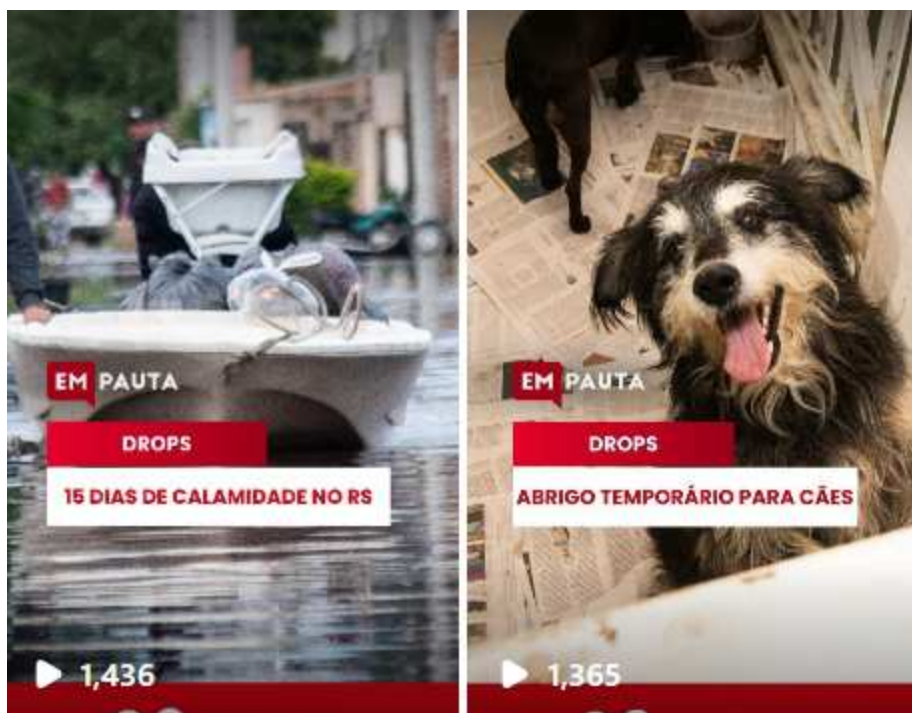 EM PAUTA
DROPS
15 DIAS DE CALAMIDADE NO RS
1,436
EM PAUTA
DROPS
ABRIGO TEMPORÁRIO PARA CÃES
1,365